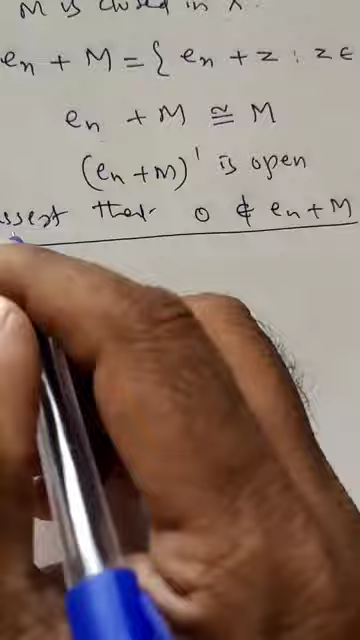 M is closed in X.
en + M = { en + z : z ∈
en + M ≅ M
(en + M)' is open
assert that 0 ∉ en + M